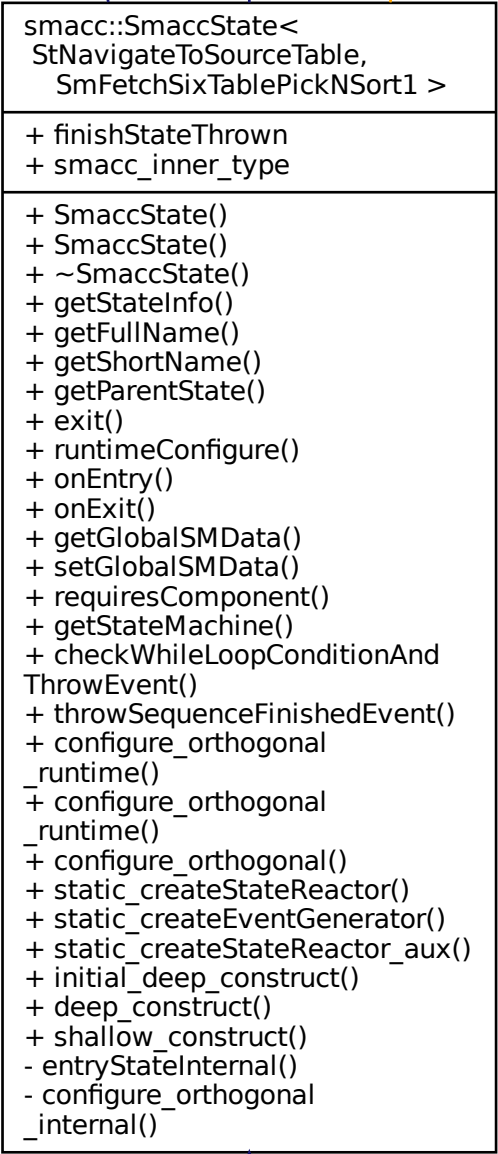 smacc::SmaccState<
StNavigateToSourceTable,
SmFetchSixTablePickNSort1 >
+ finishStateThrown
+ smacc_inner_type
+ SmaccState()
+ SmaccState()
+ ~SmaccState()
+ getStateInfo()
+ getFullName()
+ getShortName()
+ getParentState()
+ exit()
+ runtimeConfigure()
+ onEntry()
+ onExit()
+ getGlobalSMData()
+ setGlobalSMData()
+ requiresComponent()
+ getStateMachine()
+ checkWhileLoopConditionAnd
ThrowEvent()
+ throwSequenceFinishedEvent()
+ configure_orthogonal
_runtime()
+ configure_orthogonal
_runtime()
+ configure_orthogonal()
+ static_createStateReactor()
+ static_createEventGenerator()
+ static_createStateReactor_aux()
+ initial_deep_construct()
+ deep_construct()
+ shallow_construct()
- entryStateInternal()
- configure_orthogonal
_internal()